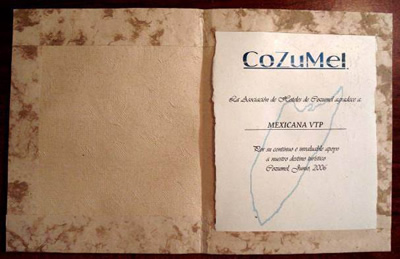 CoZuMel
La Asociación de Hoteles de Cozumel agradece a
MEXICANA VTP
Por su continuo e invaluable apoyo
a nuestro destino turístico
Cozumel, Junio, 2006